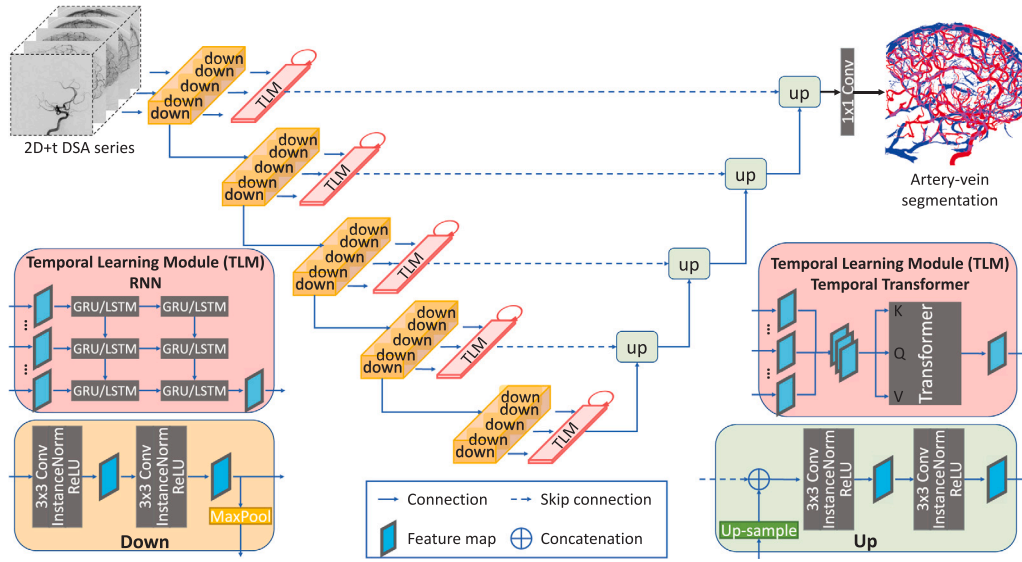 2D+t DSA series
down
down
down
down
down
TLM
up
1x1 Conv
Artery-vein
segmentation
down
down
down
down
down
TLM
up
down
down
down
down
down
TLM
up
down
down
down
down
down
TLM
up
down
down
down
down
down
TLM
Temporal Learning Module (TLM)
RNN
GRU/LSTM
GRU/LSTM
...
GRU/LSTM
GRU/LSTM
...
GRU/LSTM
GRU/LSTM
Temporal Learning Module (TLM)
Temporal Transformer
...
...
K
Q
V
Transformer
3x3 Conv
InstanceNorm
ReLU
3x3 Conv
InstanceNorm
ReLU
MaxPool
Down
Connection
Skip connection
Feature map
Concatenation
Up-sample
3x3 Conv
InstanceNorm
ReLU
3x3 Conv
InstanceNorm
ReLU
Up